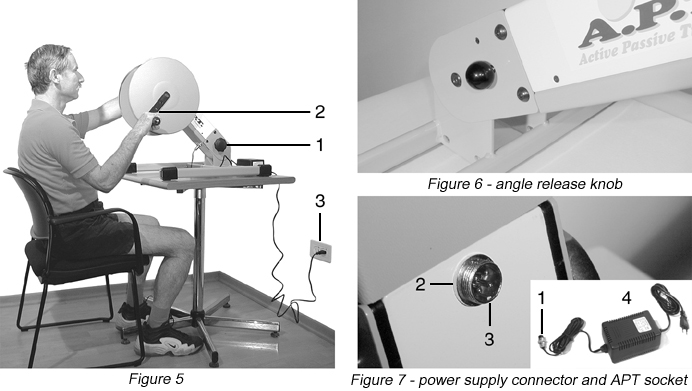 2
1
3
Figure 5
A.P.
Active Passive T
Figure 6 - angle release knob
2
3
1
4
Figure 7 - power supply connector and APT socket